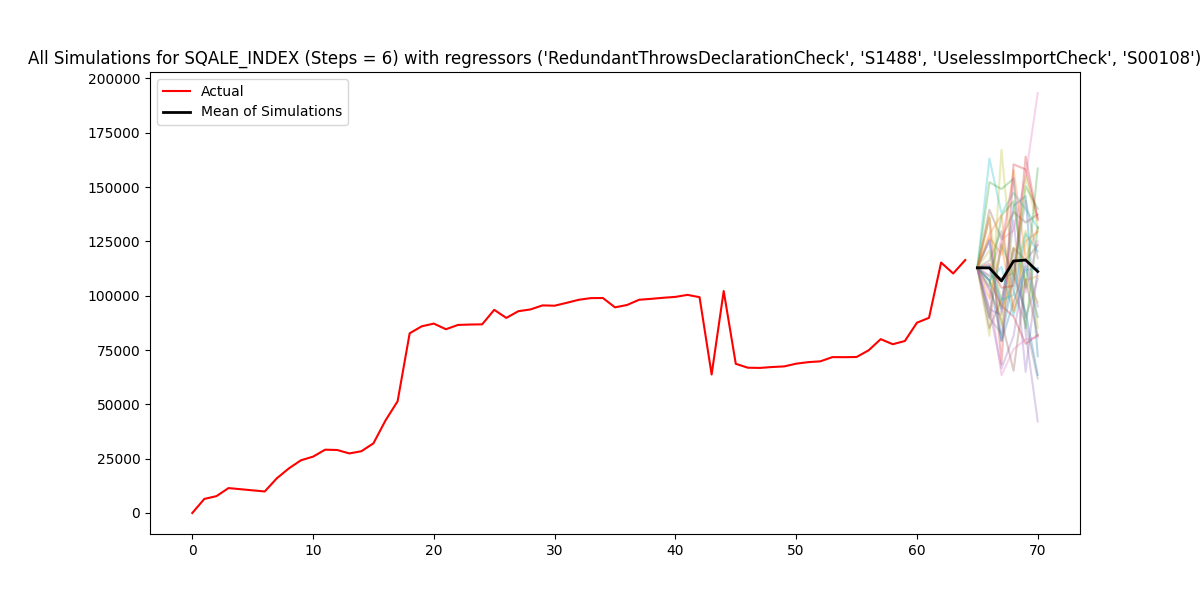 All Simulations for SQALE_INDEX (Steps = 6) with regressors ('RedundantThrowsDeclarationCheck', 'S1488', 'UselessImportCheck', 'S00108')
Actual
Mean of Simulations
200000
175000
150000
125000
100000
75000
50000
25000
0
0 10 20 30 40 50 60 70